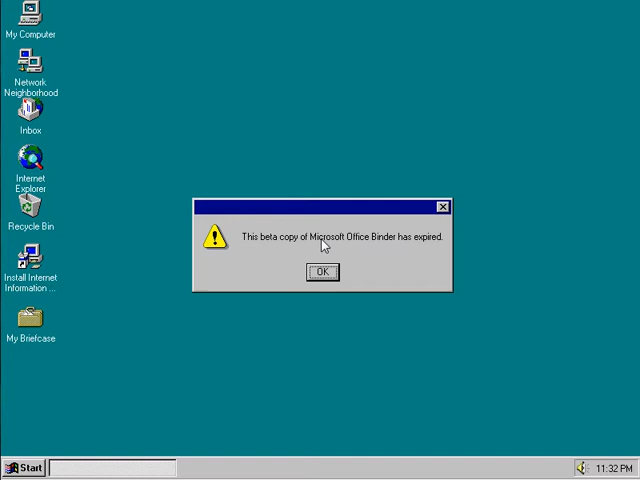 My Computer
Network
Neighborhood
Inbox
Internet
Explorer
Recycle Bin
Install Internet
Information ...
My Briefcase
This beta copy of Microsoft Office Binder has expired.
OK
Start
11:32 PM